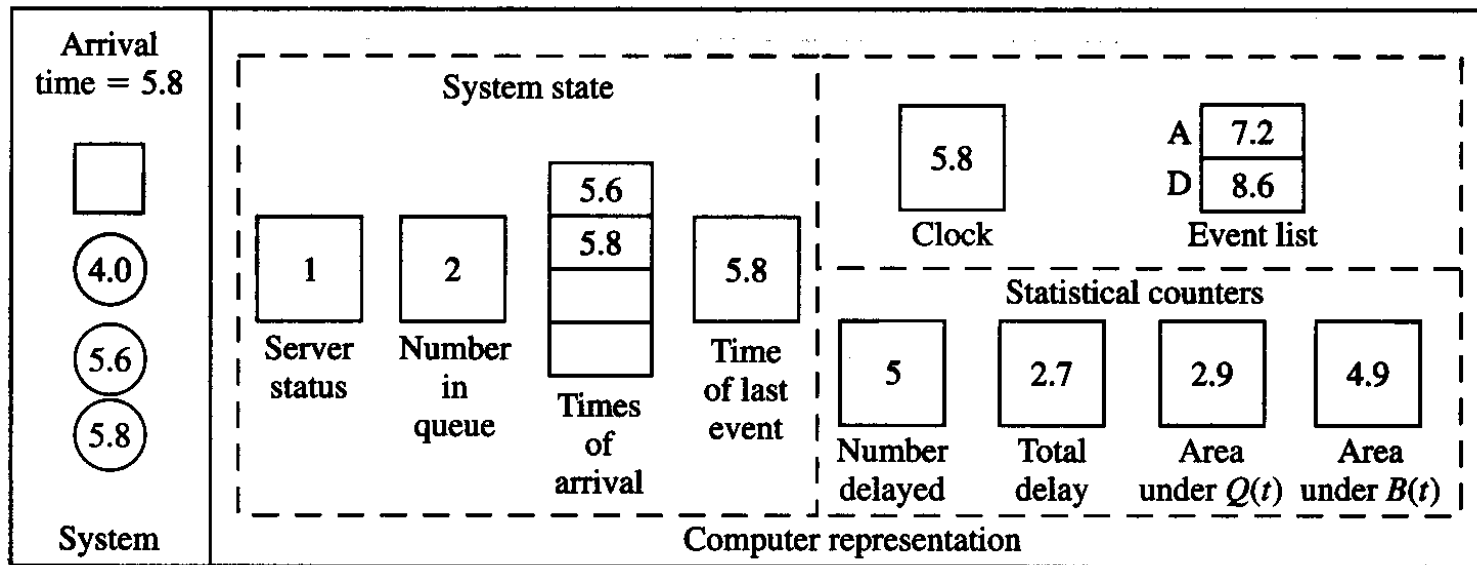 Arrival
time = 5.8
4.0
5.6
5.8
System
System state
1
Server
status
2
Number
in
queue
5.6
5.8
Times
of
arrival
5.8
Time
of last
event
5.8
Clock
A 7.2
D 8.6
Event list
Statistical counters
5
Number
delayed
2.7
Total
delay
2.9
Area
under Q(t)
4.9
Area
under B(t)
Computer representation